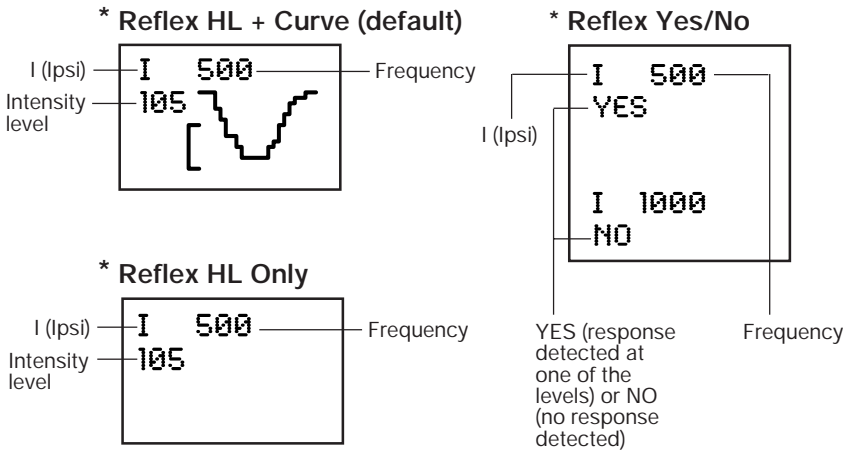 * Reflex HL + Curve (default)
I (Ipsi)
I 500
Frequency
Intensity
level
105
* Reflex HL Only
I (Ipsi)
I 500
Frequency
Intensity
level
105
* Reflex Yes/No
I 500
YES
I (Ipsi)
I 1000
NO
YES (response
detected at
one of the
levels) or NO
(no response
detected)
Frequency